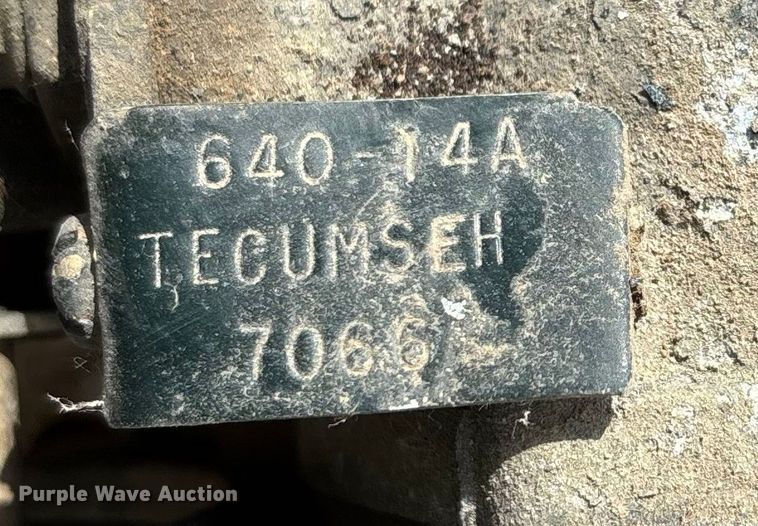 640-14A
TECUMSEH
7066
Purple Wave Auction